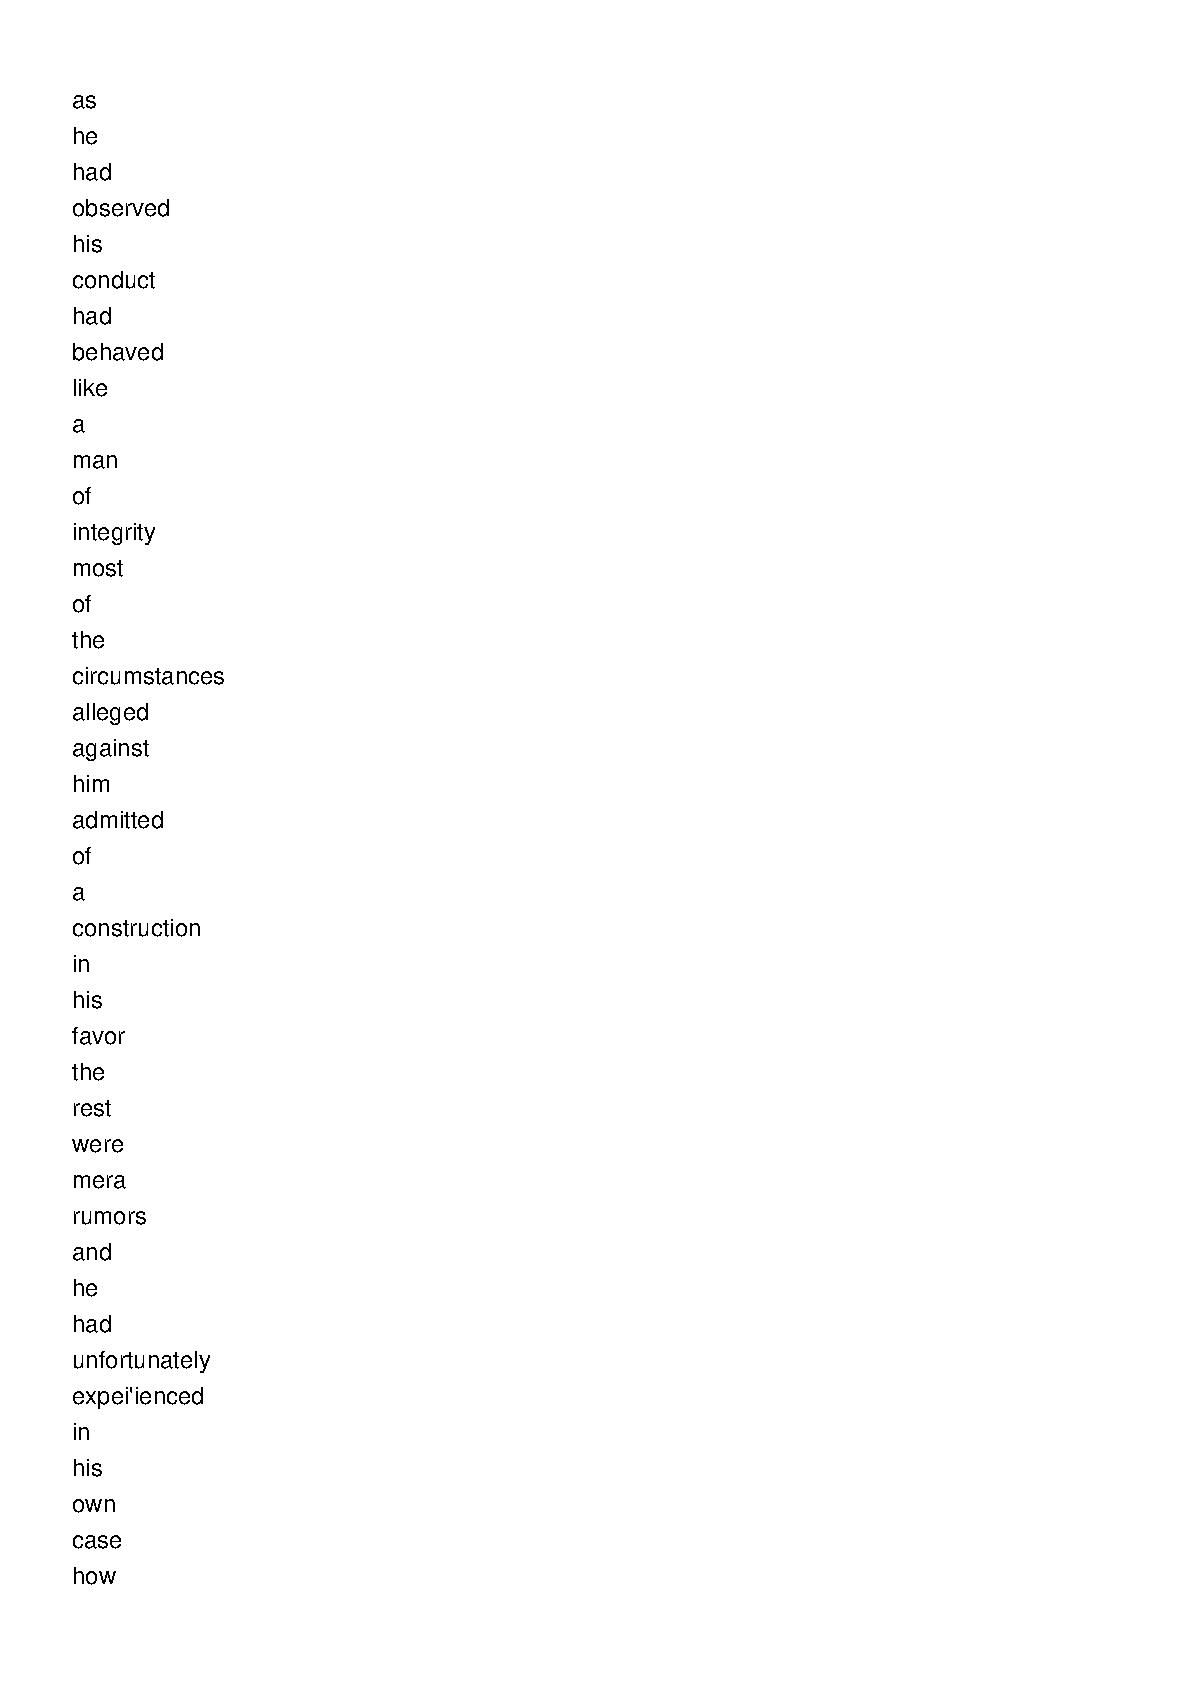 as
he
had
observed
his
conduct
had
behaved
like
a
man
of
integrity
most
of
the
circumstances
alleged
against
him
admitted
of
a
construction
in
his
favor
the
rest
were
mera
rumors
and
he
had
unfortunately
expei'ienced
in
his
own
case
how